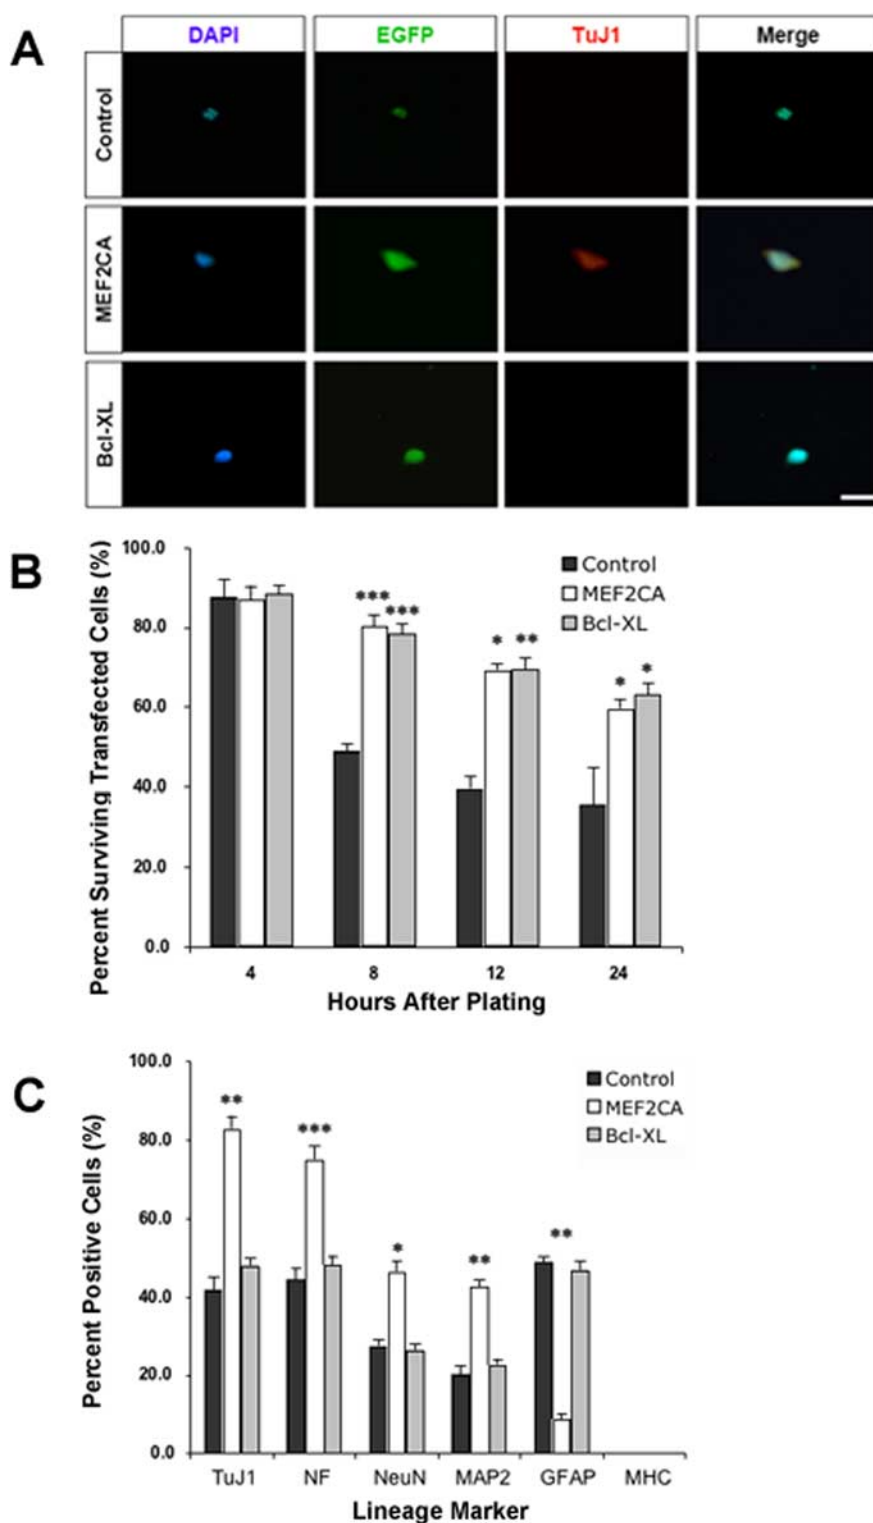 A
DAPI EGFP TuJ1 Merge
Control
MEF2CA
Bcl-XL
B
Percent Surviving Transfected Cells (%)
100.0
80.0
60.0
40.0
20.0
0.0
*** ***
* **
* *
Control
MEF2CA
Bcl-XL
4 8 12 24
Hours After Plating
C
Percent Positive Cells (%)
100.0
80.0
60.0
40.0
20.0
0.0
** *** * ** **
Control
MEF2CA
Bcl-XL
TuJ1 NF NeuN MAP2 GFAP MHC
Lineage Marker